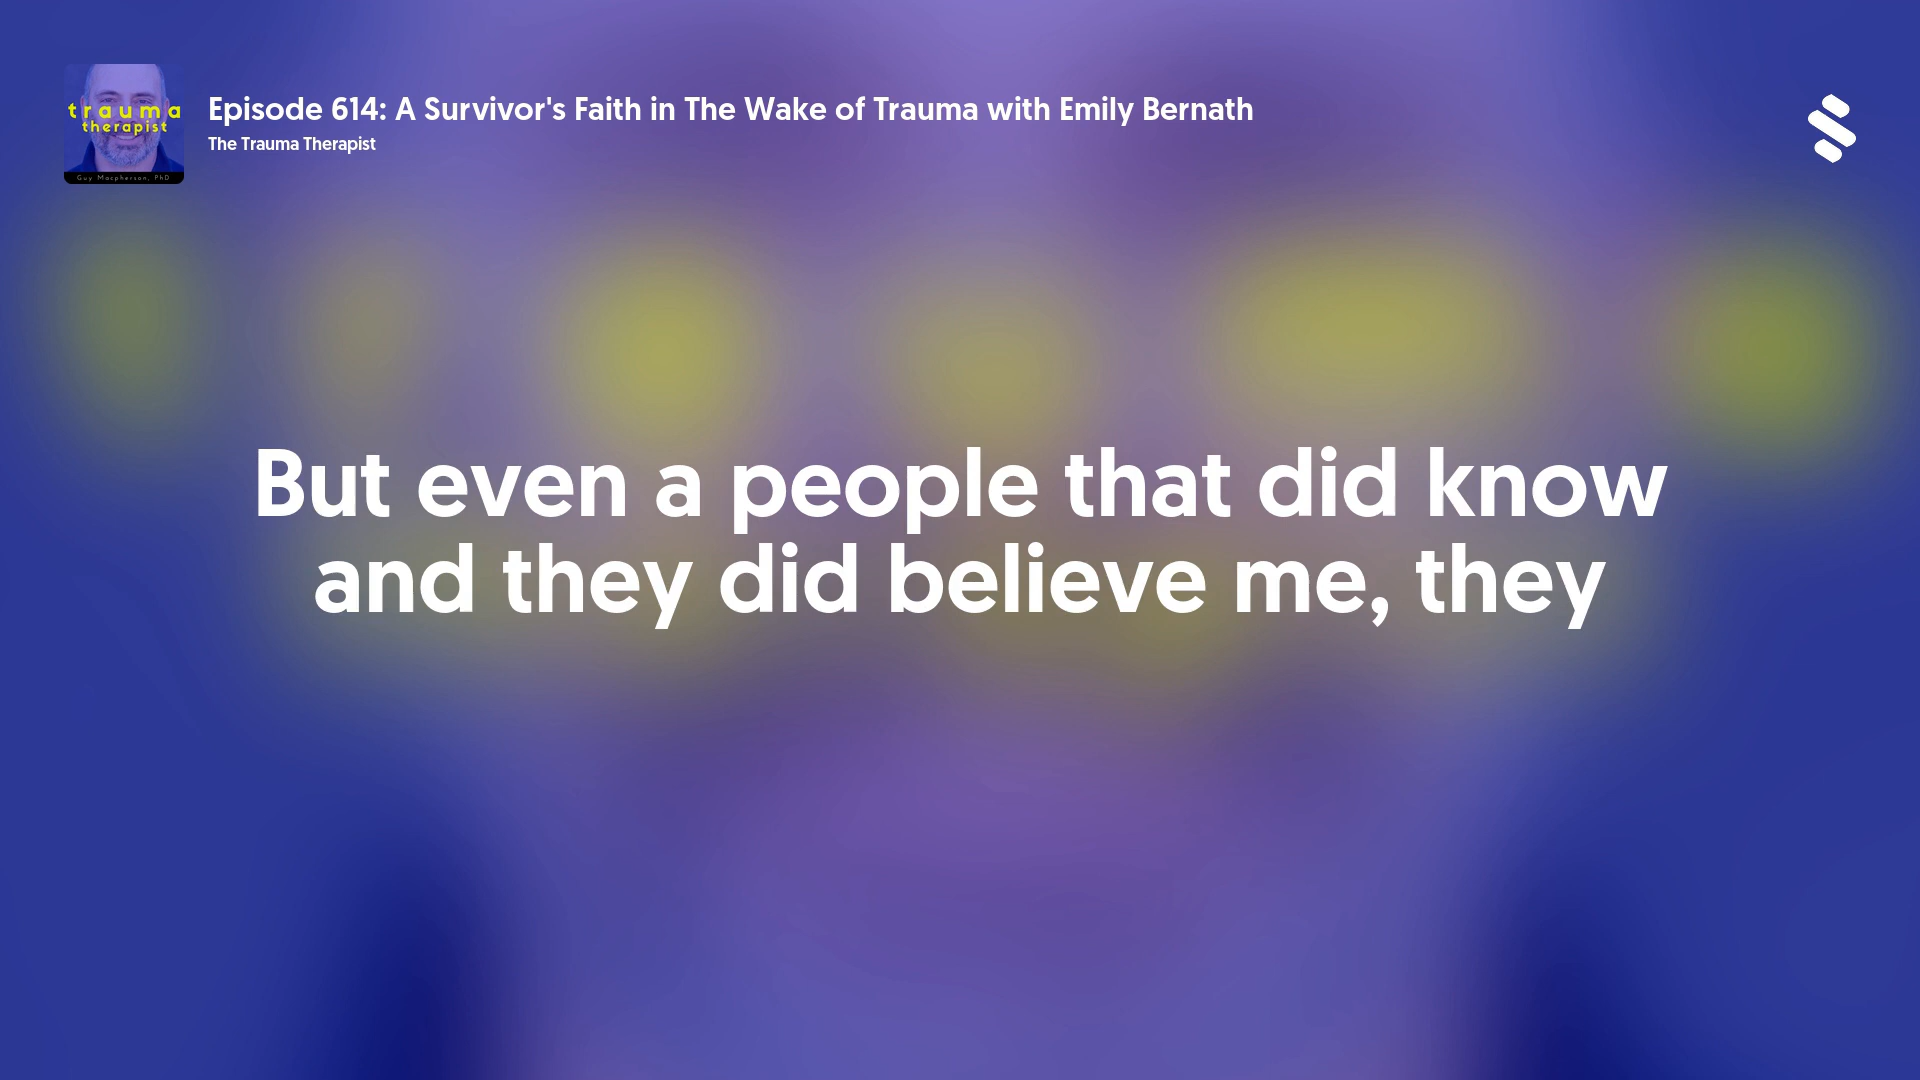 trauma
therapist
Guy Macpherson, PhD
Episode 614: A Survivor's Faith in The Wake of Trauma with Emily Bernath
The Trauma Therapist
But even a people that did know
and they did believe me, they